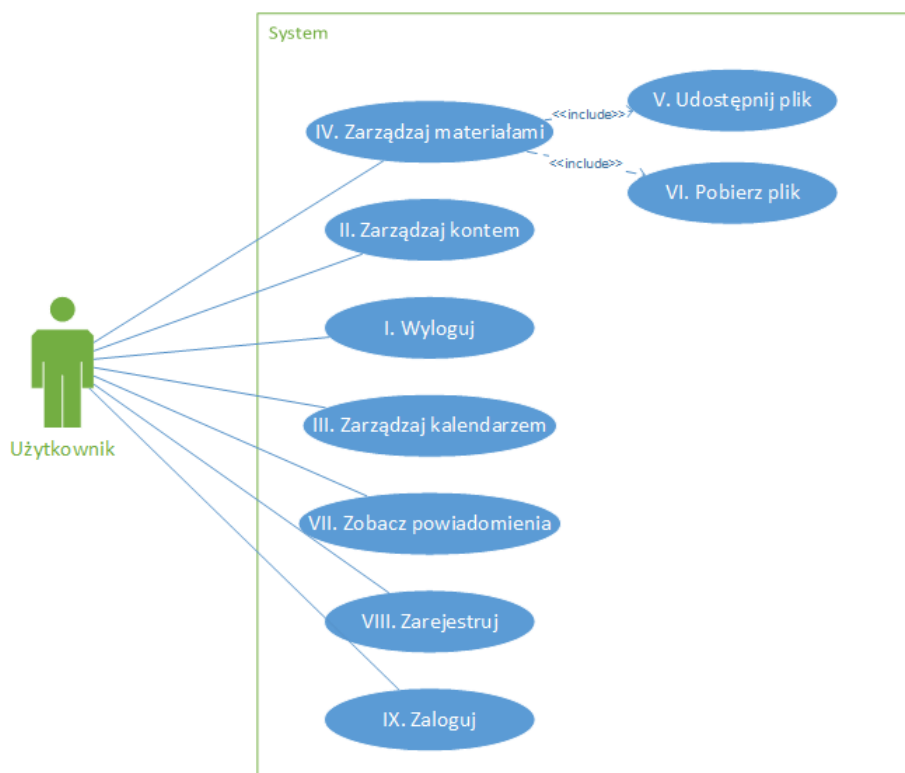 System
V. Udostępnij plik
<<include>>
IV. Zarządzaj materiałami
<<include>>
VI. Pobierz plik
II. Zarządzaj kontem
I. Wyloguj
III. Zarządzaj kalendarzem
Użytkownik
VII. Zobacz powiadomienia
VIII. Zarejestruj
IX. Zaloguj